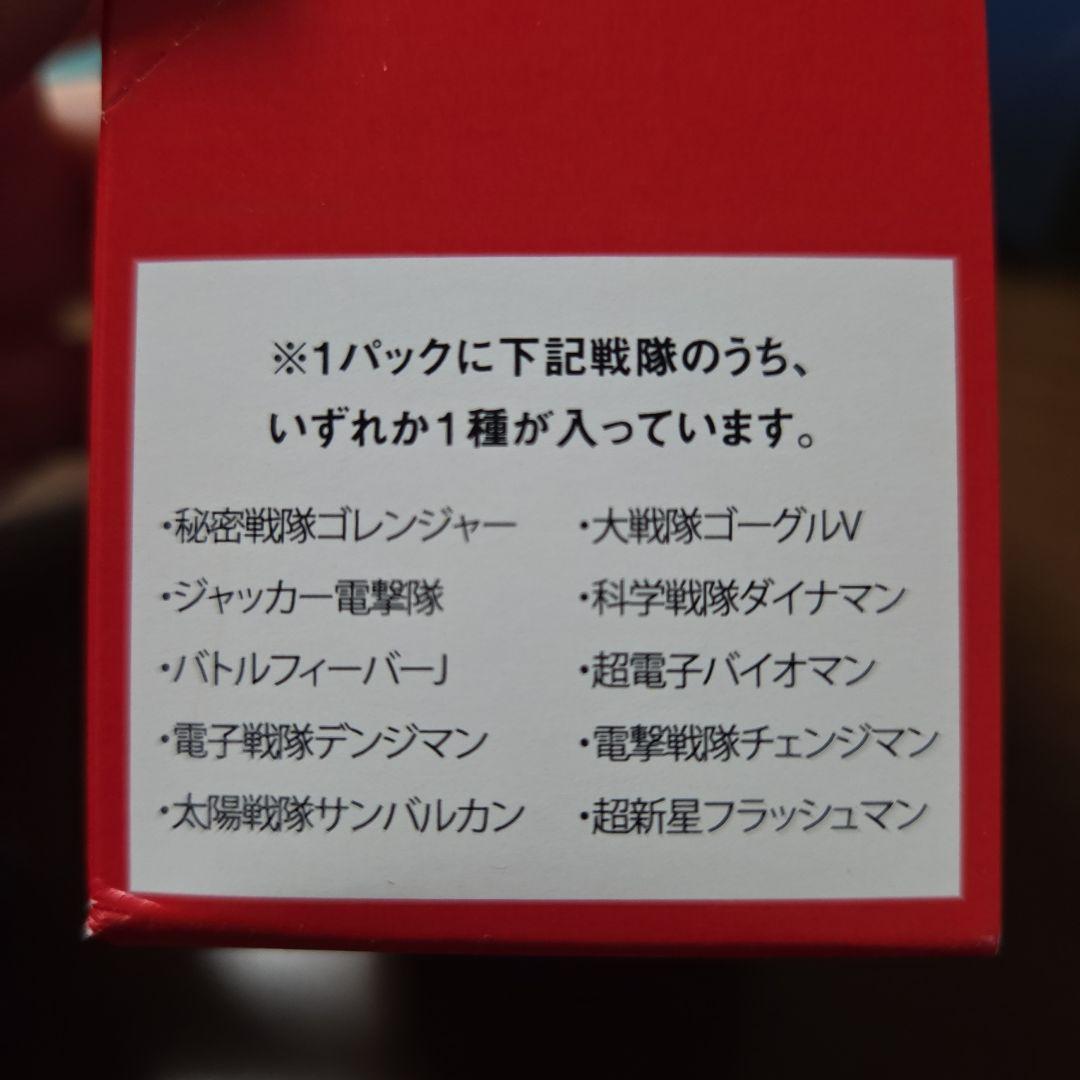 ※1パックに下記戦隊のうち、
いずれか1種が入っています。
・秘密戦隊ゴレンジャー
・ジャッカー電撃隊
・バトルフィーバーJ
・電子戦隊デンジマン
・太陽戦隊サンバルカン
・大戦隊ゴーグルV
・科学戦隊ダイナマン
・超電子バイオマン
・電撃戦隊チェンジマン
・超新星フラッシュマン